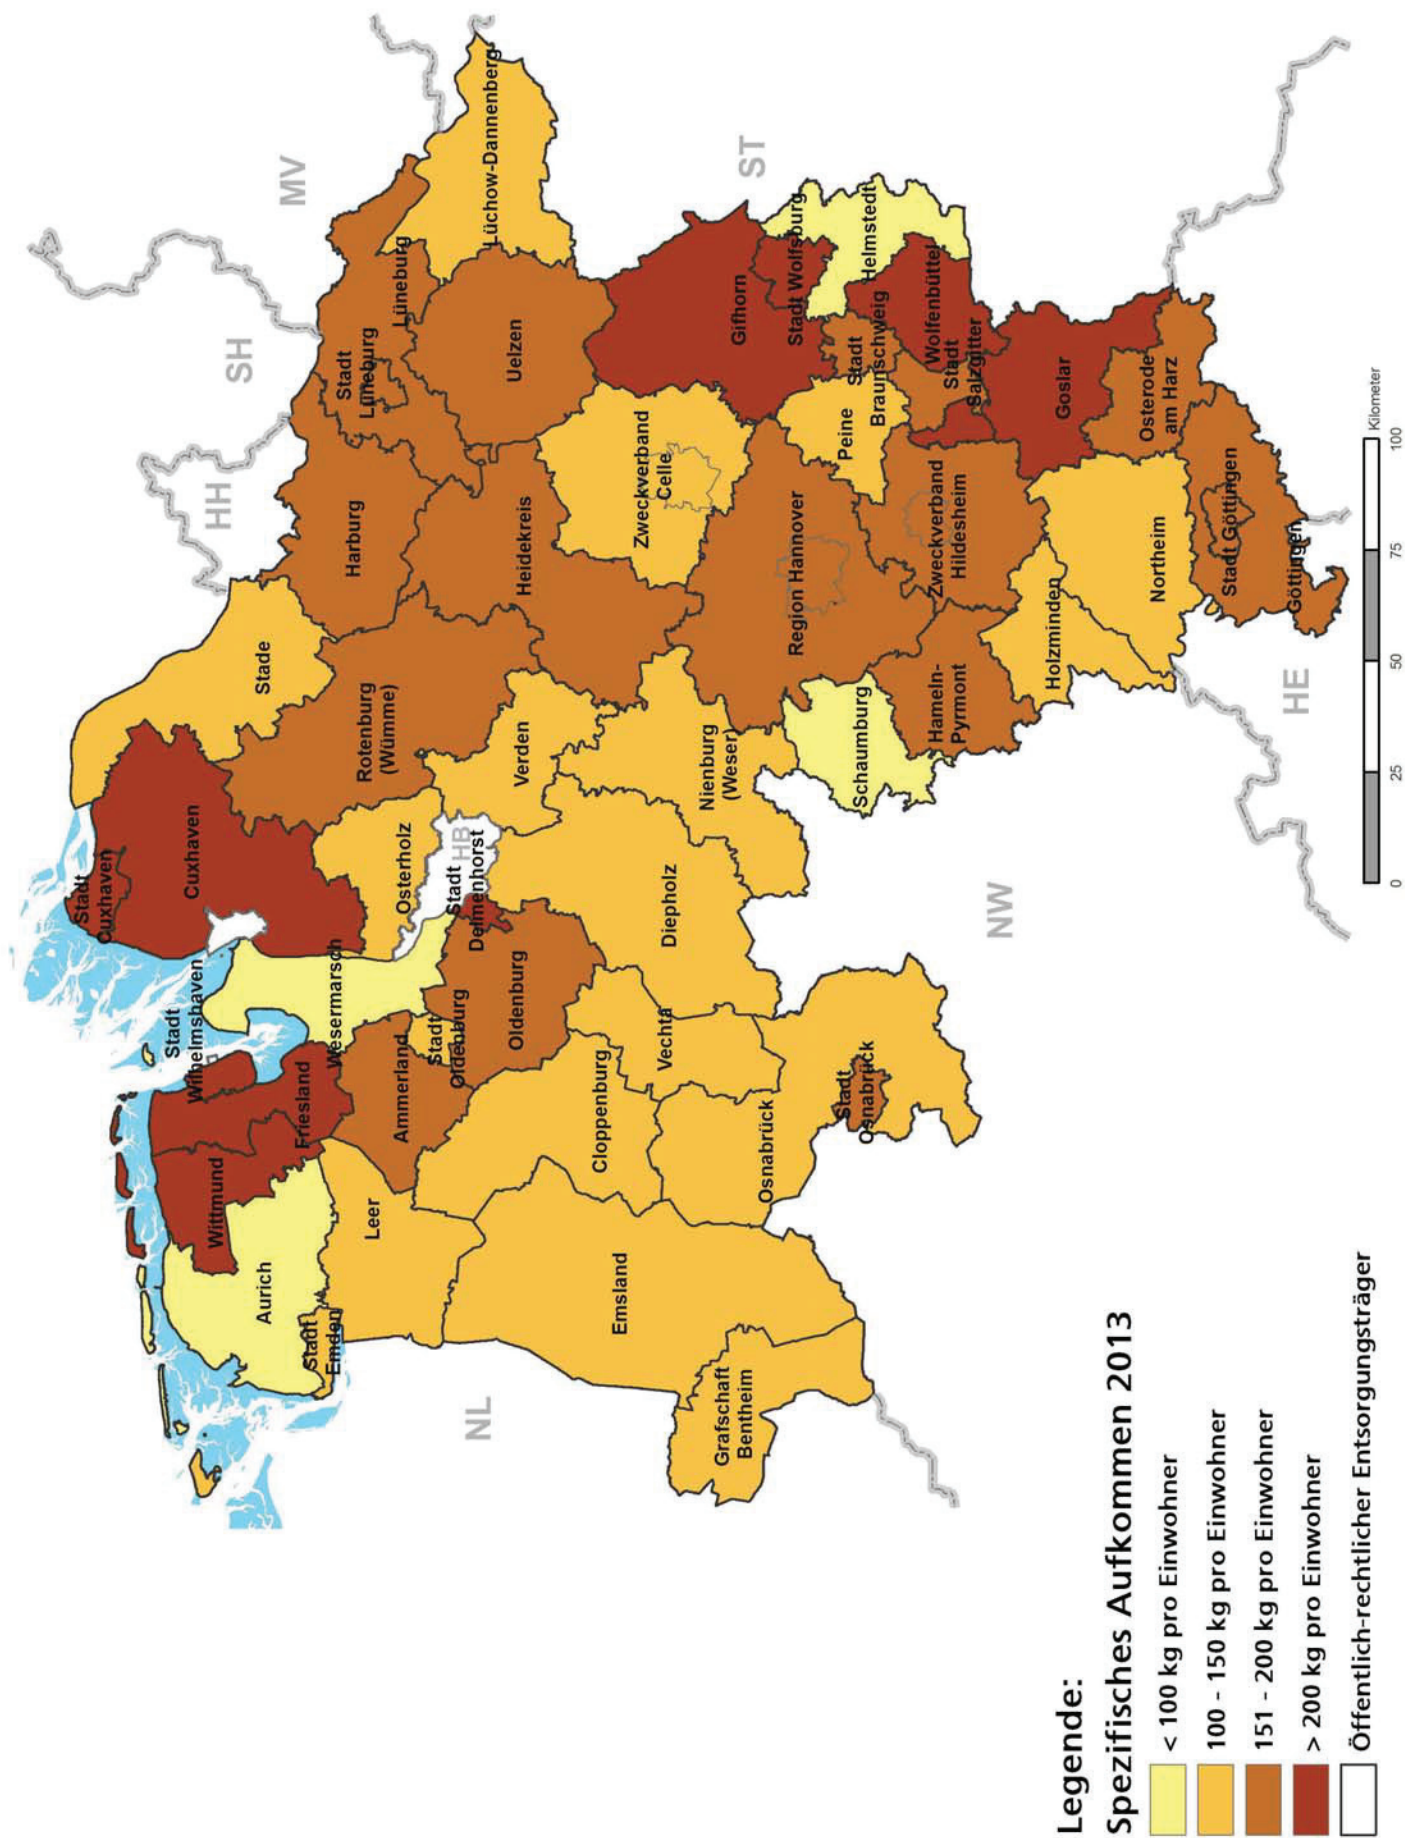 MV
SH
HH
ST
HE
NW
NL
HB
Stadt
Cuxhaven
Cuxhaven
Stade
Stadt
Wilhelmshaven
Wittmund
Friesland
Aurich
Stadt
Emden
Wesermarsch
Leer
Ammerland
Stadt
Oldenburg
Oldenburg
Osterholz
Stadt
Delmenhorst
Rotenburg
(Wümme)
Harburg
Stadt
Lüneburg
Lüneburg
Lüchow-Dannenberg
Uelzen
Heidekreis
Verden
Cloppenburg
Vechta
Diepholz
Emsland
Grafschaft
Bentheim
Osnabrück
Stadt
Osnabrück
Nienburg
(Weser)
Zweckverband
Celle
Gifhorn
Stadt Wolfsburg
Helmstedt
Region Hannover
Peine
Stadt
Braunschweig
Wolfenbüttel
Stadt
Salzgitter
Schaumburg
Hameln-
Pyrmont
Zweckverband
Hildesheim
Holzminden
Goslar
Northeim
Osterode
am Harz
Stadt Göttingen
Göttingen
Legende:
Spezifisches Aufkommen 2013
< 100 kg pro Einwohner
100 - 150 kg pro Einwohner
151 - 200 kg pro Einwohner
> 200 kg pro Einwohner
Öffentlich-rechtlicher Entsorgungsträger
0 25 50 75 100
Kilometer